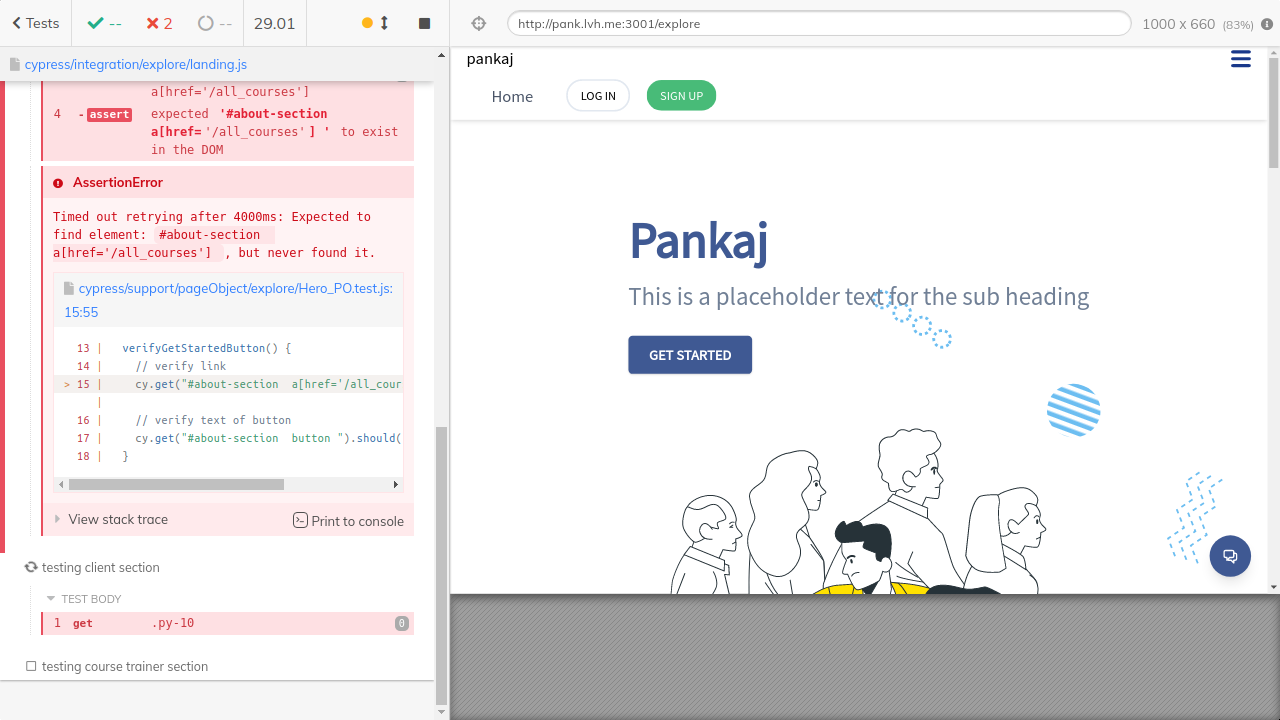 Tests
--
2
--
29.01
http://pank.lvh.me:3001/explore
1000 x 660 (83%)
cypress/integration/explore/landing.js
a[href='/all_courses']
4 -assert expected '#about-section
a[href='/all_courses'] ' to exist
in the DOM
AssertionError
Timed out retrying after 4000ms: Expected to
find element: #about-section
a[href='/all_courses'] , but never found it.
cypress/support/pageObject/explore/Hero_PO.test.js:
15:55
13 | verifyGetStartedButton() {
14 | // verify link
> 15 | cy.get("#about-section  a[href='/all_cour
|
16 | // verify text of button
17 | cy.get("#about-section  button ").should(
18 | }
View stack trace
Print to console
testing client section
TEST BODY
1 get .py-10 0
testing course trainer section
pankaj
Home
LOG IN
SIGN UP
Pankaj
This is a placeholder text for the sub heading
GET STARTED